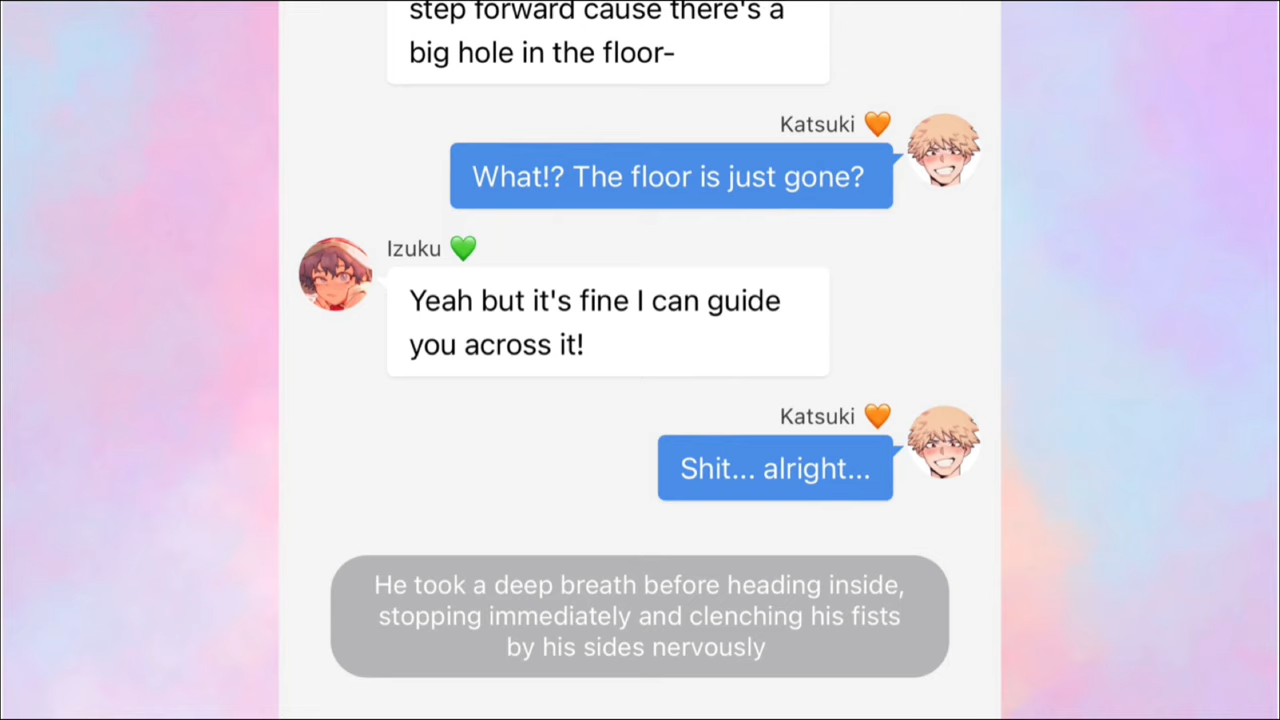 step forward cause there's a
big hole in the floor-
Katsuki 🧡
What!? The floor is just gone?
Izuku 💚
Yeah but it's fine I can guide
you across it!
Katsuki 🧡
Shit... alright...
He took a deep breath before heading inside,
stopping immediately and clenching his fists
by his sides nervously